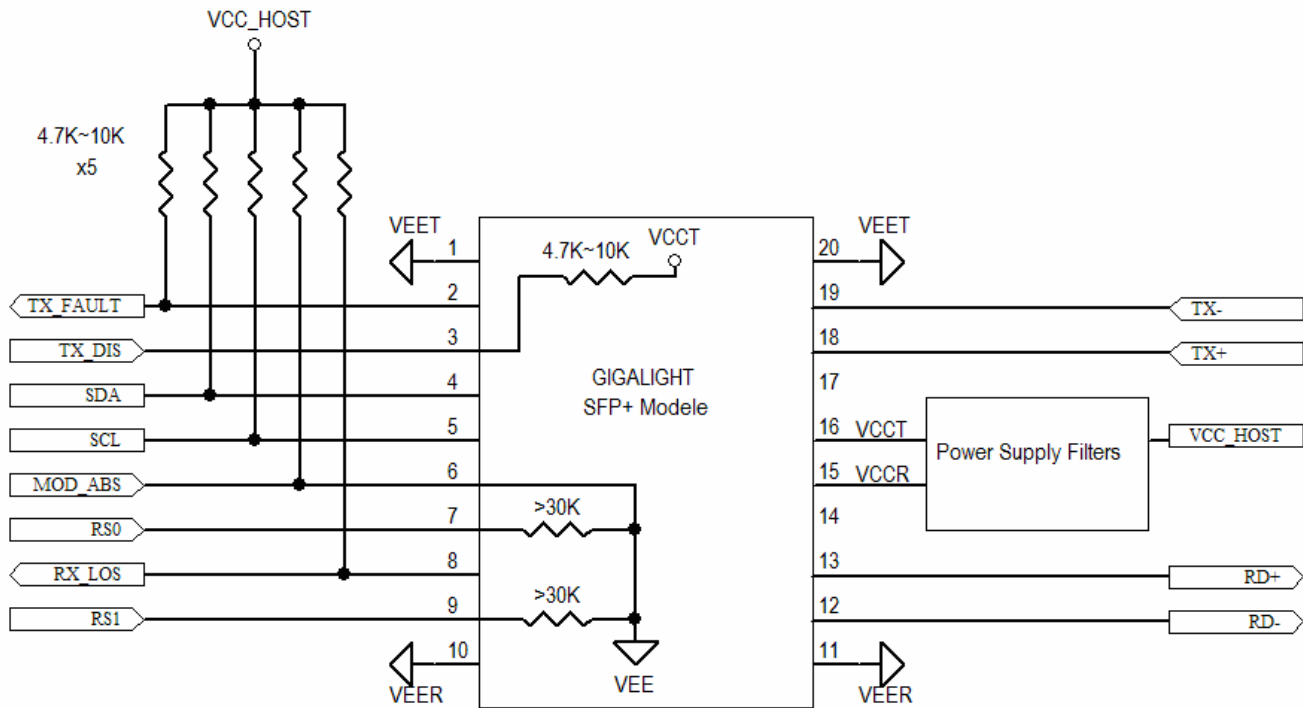 VCC_HOST
4.7K~10K
x5
VEET
1
4.7K~10K
VCCT
20
VEET
TX_FAULT
2
19
TX-
TX_DIS
3
18
TX+
SDA
4
GIGALIGHT
SFP+ Modele
17
SCL
5
16
VCCT
Power Supply Filters
VCC_HOST
MOD_ABS
6
15
VCCR
RS0
7
>30K
14
RX_LOS
8
13
RD+
RS1
9
>30K
12
RD-
10
VEER
VEE
11
VEER